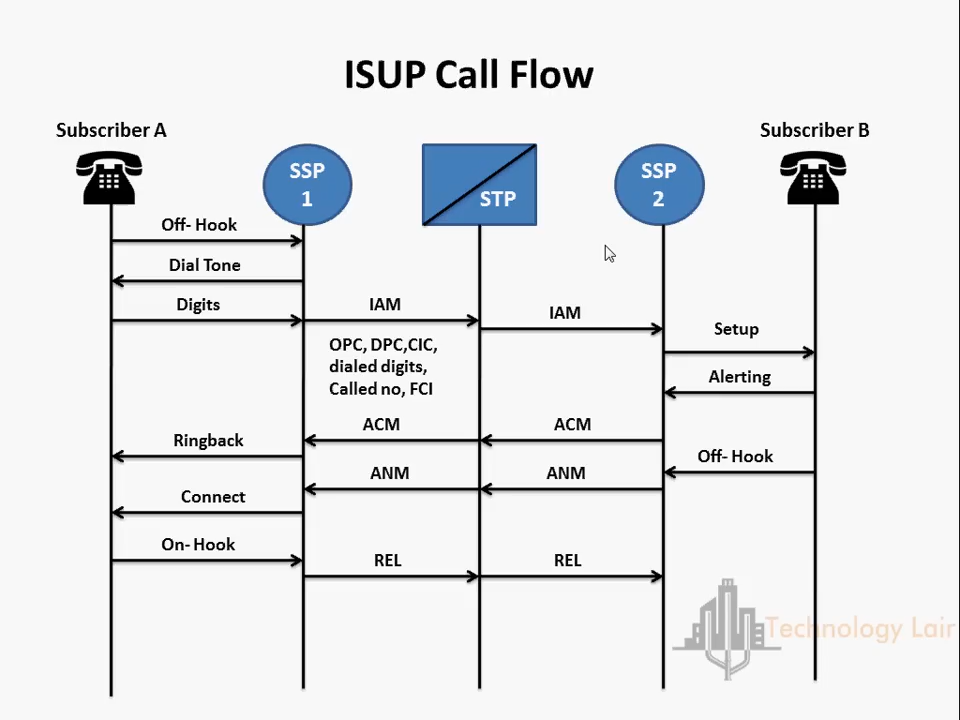 ISUP Call Flow
Subscriber A
Subscriber B
SSP
1
STP
SSP
2
Off- Hook
Dial Tone
Digits
IAM
IAM
Setup
OPC, DPC,CIC,
dialed digits,
Called no, FCI
Alerting
ACM
ACM
Ringback
Off- Hook
ANM
ANM
Connect
On- Hook
REL
REL
Technology Lair